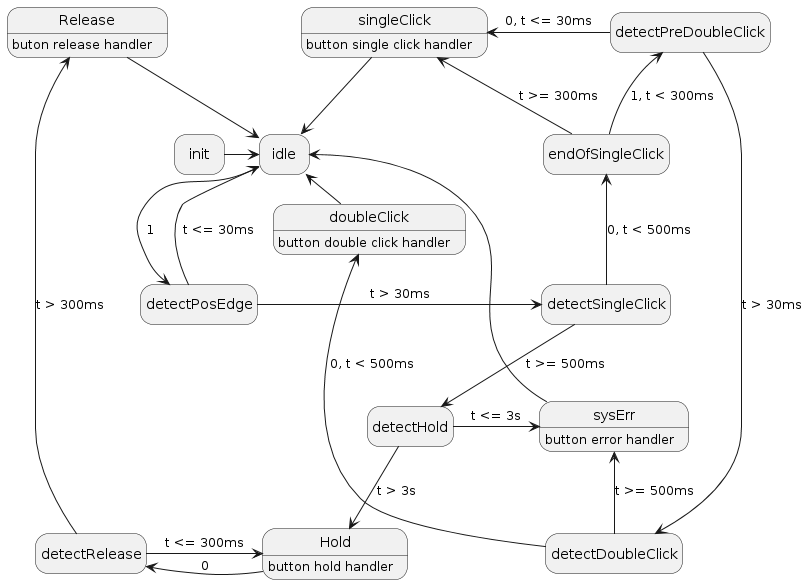 Release
buton release handler
singleClick
button single click handler
0, t <= 30ms
detectPreDoubleClick
t >= 300ms
1, t < 300ms
init
idle
endOfSingleClick
doubleClick
button double click handler
1
t <= 30ms
0, t < 500ms
detectPosEdge
t > 30ms
detectSingleClick
t > 300ms
t > 30ms
0, t < 500ms
t >= 500ms
detectHold
t <= 3s
sysErr
button error handler
t > 3s
t >= 500ms
detectRelease
t <= 300ms
0
Hold
button hold handler
detectDoubleClick